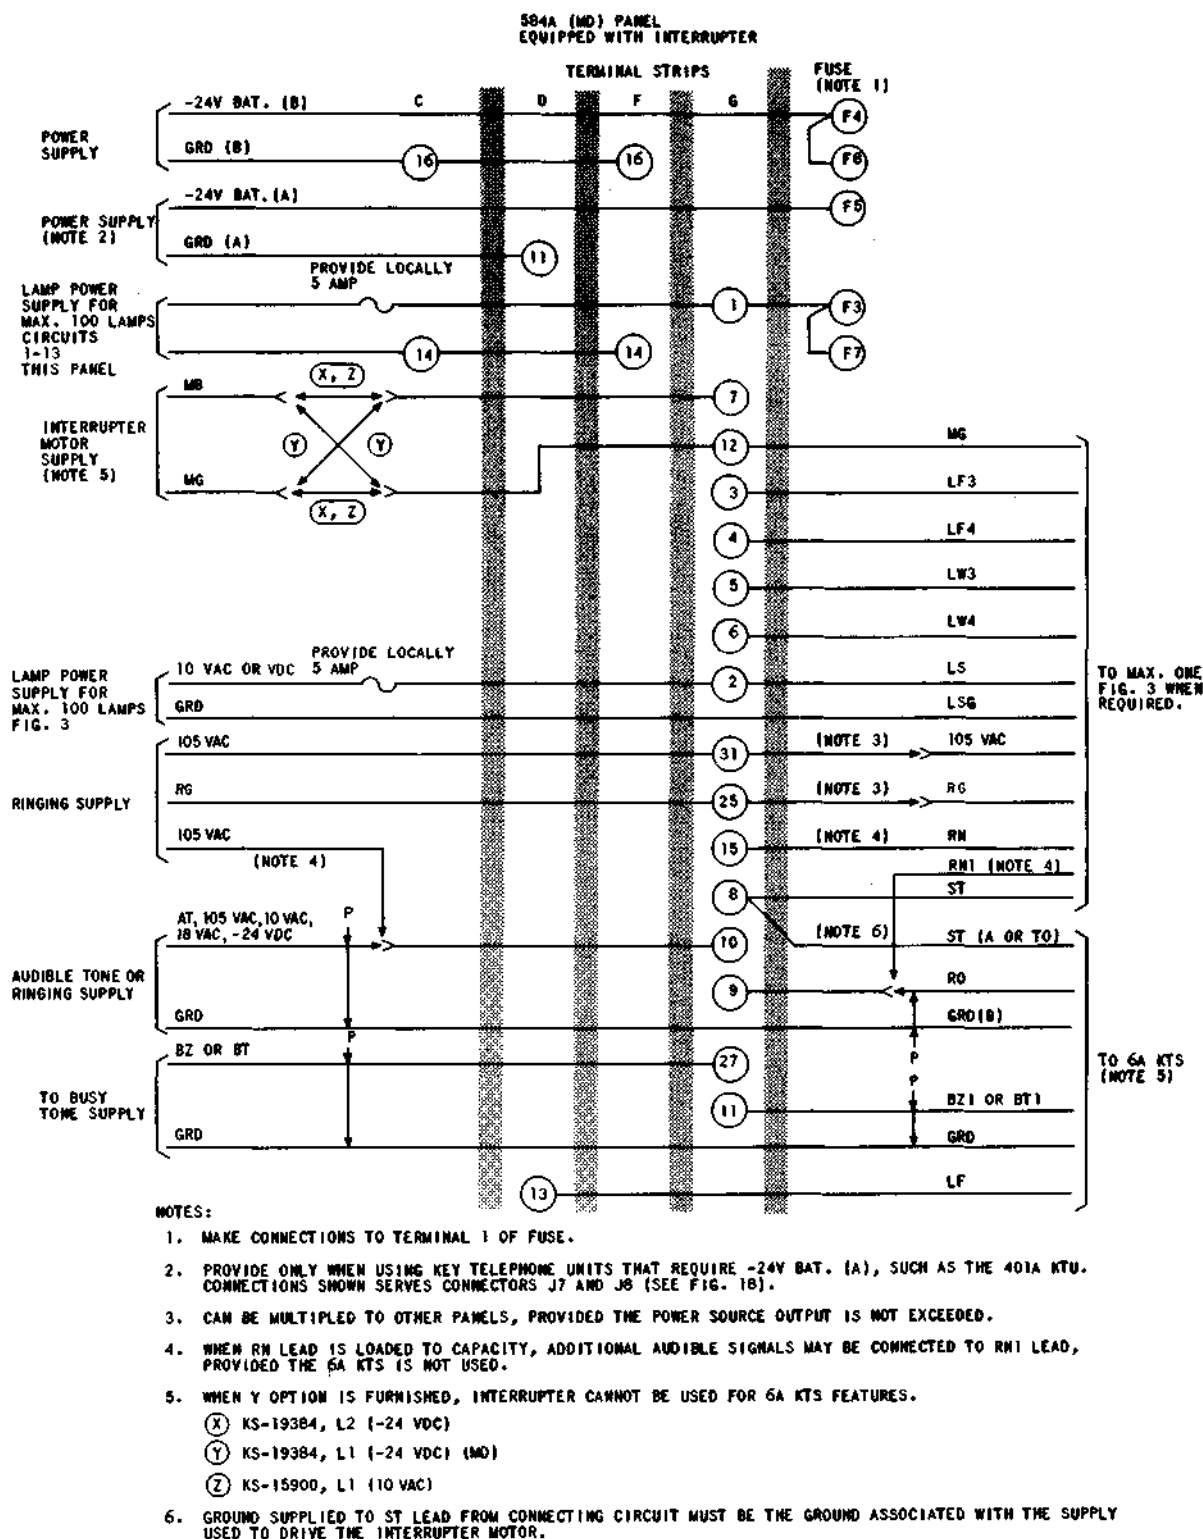 584A (MD) PANEL
EQUIPPED WITH INTERRUPTER
TERMINAL STRIPS
FUSE
(NOTE 1)
C D F G
POWER
SUPPLY
-24V BAT. (B)
F4
GRD (B)
16
16
F6
POWER SUPPLY
(NOTE 2)
-24V BAT. (A)
F5
GRD (A)
11
LAMP POWER
SUPPLY FOR
MAX. 100 LAMPS
CIRCUITS
1-13
THIS PANEL
PROVIDE LOCALLY
5 AMP
1
F3
14
14
F7
INTERRUPTER
MOTOR
SUPPLY
(NOTE 5)
MB
X, Z
7
Y
Y
12
MG
MG
X, Z
3
LF3
4
LF4
5
LW3
6
LW4
LAMP POWER
SUPPLY FOR
MAX. 100 LAMPS
FIG. 3
10 VAC OR VDC
PROVIDE LOCALLY
5 AMP
2
LS
GRD
LSG
TO MAX. ONE
FIG. 3 WHEN
REQUIRED.
RINGING SUPPLY
105 VAC
31
(NOTE 3)
105 VAC
RG
25
(NOTE 3)
RG
105 VAC
(NOTE 4)
15
(NOTE 4)
RN
RN1 (NOTE 4)
8
ST
AUDIBLE TONE OR
RINGING SUPPLY
AT, 105 VAC, 10 VAC,
18 VAC, -24 VDC
P
10
(NOTE 6)
ST (A OR TO)
9
RO
GRD
GRD(B)
P
TO BUSY
TONE SUPPLY
BZ OR BT
27
P
P
TO 6A KTS
(NOTE 5)
11
BZ1 OR BT1
GRD
GRD
13
LF
NOTES:
1. MAKE CONNECTIONS TO TERMINAL 1 OF FUSE.
2. PROVIDE ONLY WHEN USING KEY TELEPHONE UNITS THAT REQUIRE -24V BAT. (A), SUCH AS THE 401A KTU.
CONNECTIONS SHOWN SERVES CONNECTORS J7 AND J8 (SEE FIG. 18).
3. CAN BE MULTIPLED TO OTHER PANELS, PROVIDED THE POWER SOURCE OUTPUT IS NOT EXCEEDED.
4. WHEN RN LEAD IS LOADED TO CAPACITY, ADDITIONAL AUDIBLE SIGNALS MAY BE CONNECTED TO RN1 LEAD,
PROVIDED THE 6A KTS IS NOT USED.
5. WHEN Y OPTION IS FURNISHED, INTERRUPTER CANNOT BE USED FOR 6A KTS FEATURES.
X KS-19384, L2 (-24 VDC)
Y KS-19384, L1 (-24 VDC) (MD)
Z KS-15900, L1 (10 VAC)
6. GROUND SUPPLIED TO ST LEAD FROM CONNECTING CIRCUIT MUST BE THE GROUND ASSOCIATED WITH THE SUPPLY
USED TO DRIVE THE INTERRUPTER MOTOR.